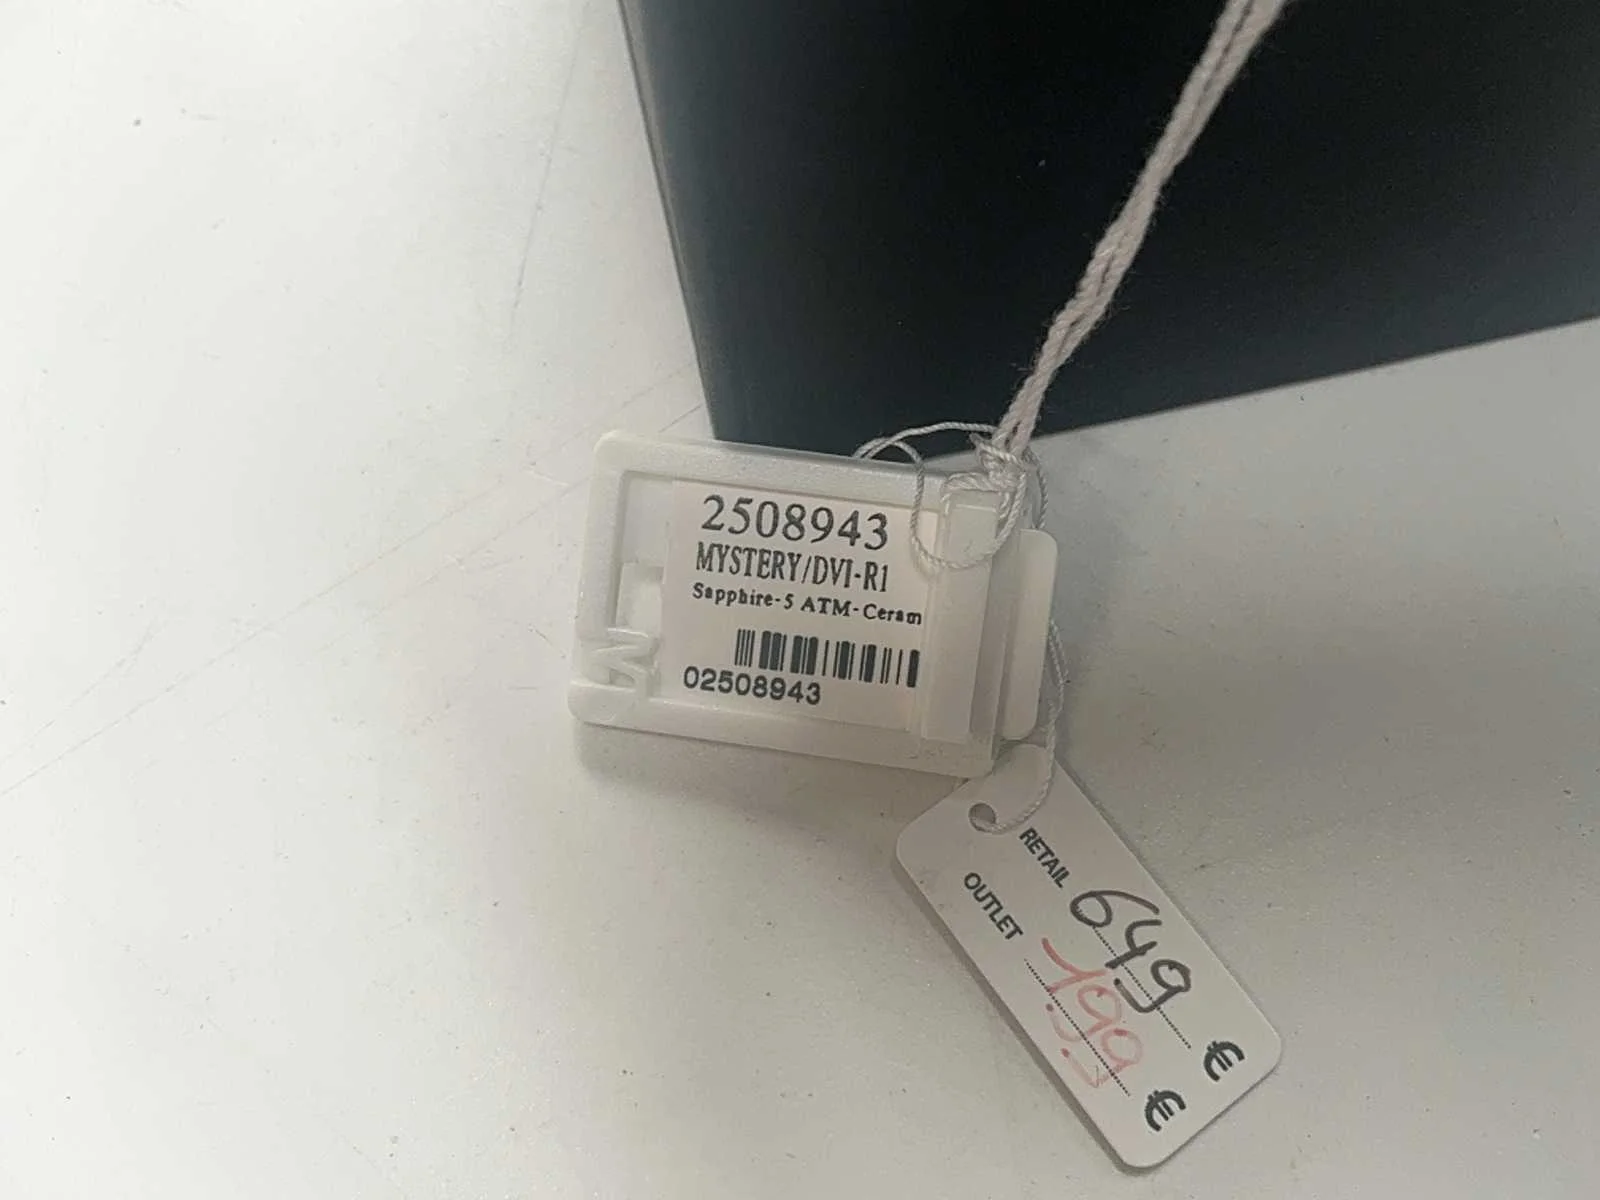 2508943
MYSTERY/DVI-R1
Sapphire-5 ATM-Ceram
02508943
RETAIL 649 €
OUTLET 199 €